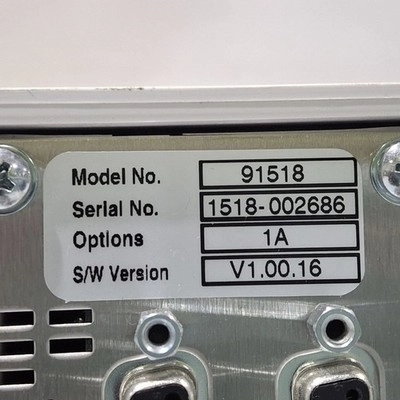 Model No. 91518
Serial No. 1518-002686
Options 1A
S/W Version V1.00.16